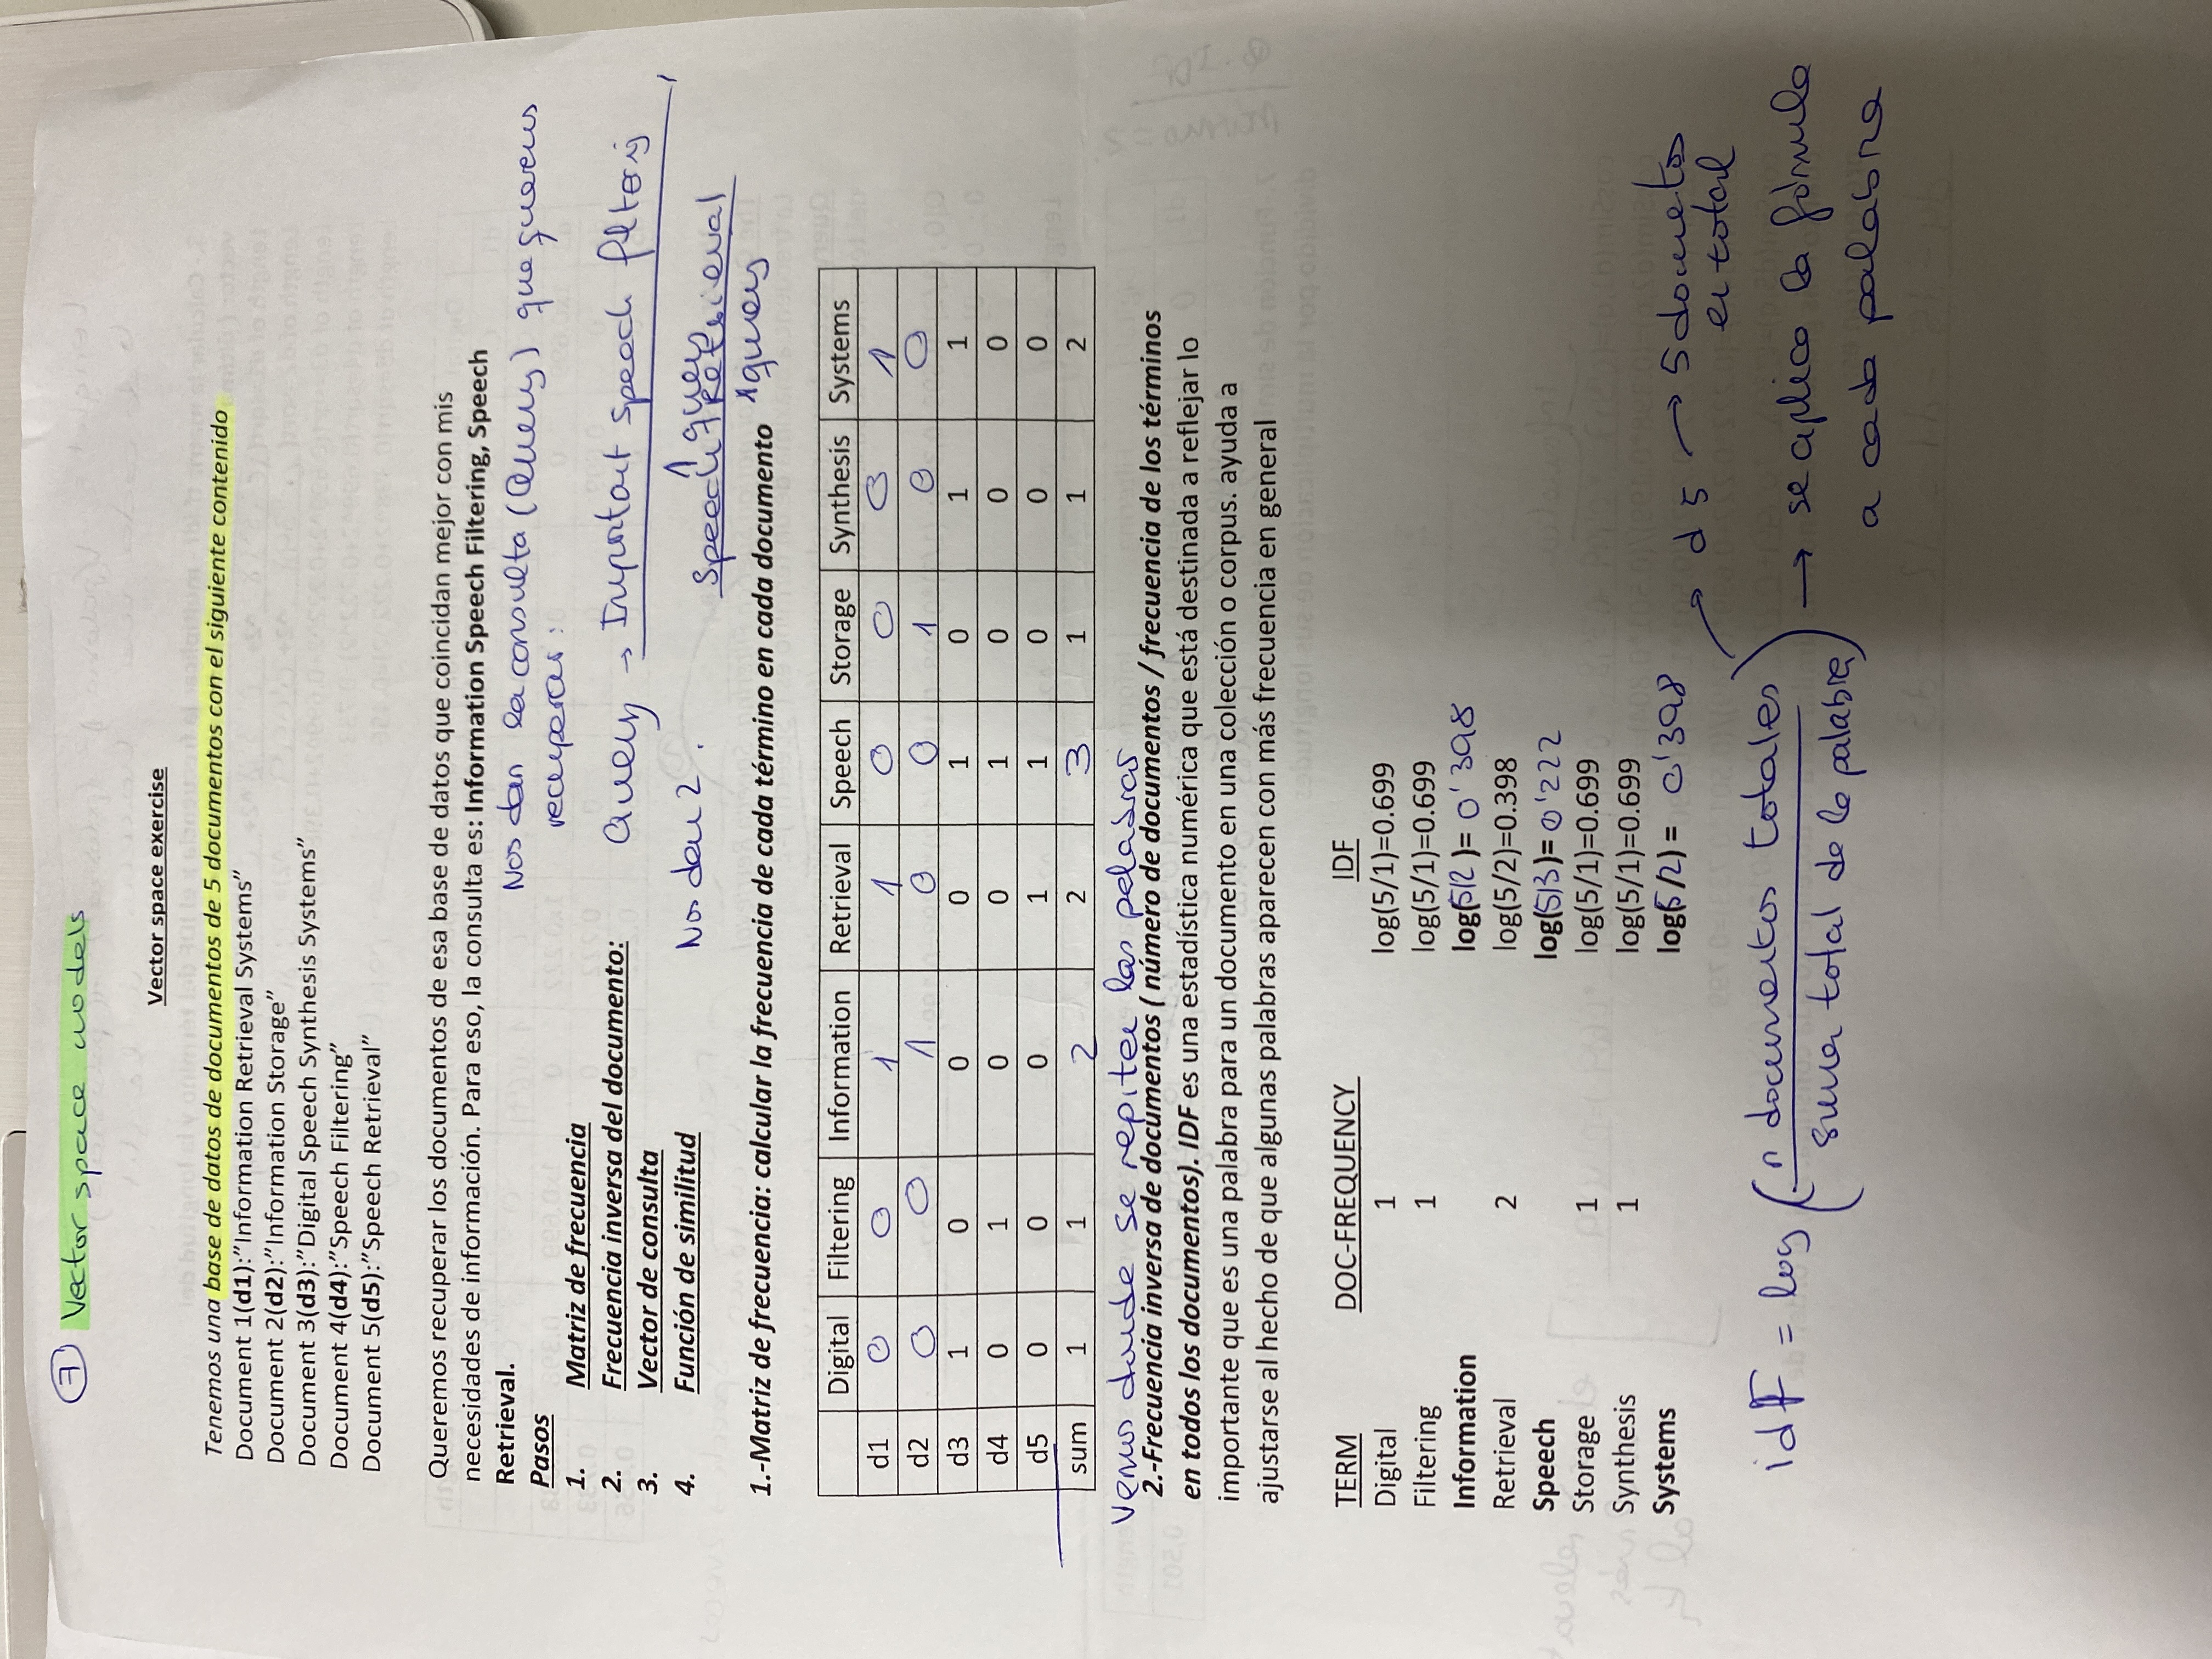 7 Vector space models
Vector space exercise
Tenemos una base de datos de documentos de 5 documentos con el siguiente contenido
Document 1(d1):”Information Retrieval Systems”
Document 2(d2):”Information Storage”
Document 3(d3):”Digital Speech Synthesis Systems”
Document 4(d4):”Speech Filtering”
Document 5(d5):”Speech Retrieval”
Queremos recuperar los documentos de esa base de datos que coincidan mejor con mis
necesidades de información. Para eso, la consulta es: Information Speech Filtering, Speech
Retrieval.
Nos dan la consulta (Query) que queremos
recuperar:
Pasos
1. Matriz de frecuencia
2. Frecuencia inversa del documento:
3. Vector de consulta
4. Función de similitud
Query → Important speech filterig,
1 query
Nos dan 2.
Speech + Retrieval
1 query
1.-Matriz de frecuencia: calcular la frecuencia de cada término en cada documento
Digital Filtering Information Retrieval Speech Storage Synthesis Systems
d1 0 0 1 1 0 0 0 1
d2 0 0 1 0 0 1 0 0
d3 1 0 0 0 1 0 1 1
d4 0 1 0 0 1 0 0 0
d5 0 0 0 1 1 0 0 0
sum 1 1 2 2 3 1 1 2
Vemos donde se repiten las palabras
2.-Frecuencia inversa de documentos ( número de documentos / frecuencia de los términos
en todos los documentos). IDF es una estadística numérica que está destinada a reflejar lo
importante que es una palabra para un documento en una colección o corpus. ayuda a
ajustarse al hecho de que algunas palabras aparecen con más frecuencia en general
TERM DOC-FREQUENCY IDF
Digital 1 log(5/1)=0.699
Filtering 1 log(5/1)=0.699
Information log(5/2)= 0'398
Retrieval 2 log(5/2)=0.398
Speech log(5/3)= 0'222
Storage 1 log(5/1)=0.699
Synthesis 1 log(5/1)=0.699
Systems log(5/2) = 0'398
→ d5 → 5 documetos
en total
idF = log (n documentos totales / suma total de la palabra) → se aplica la fórmula
a cada palabra